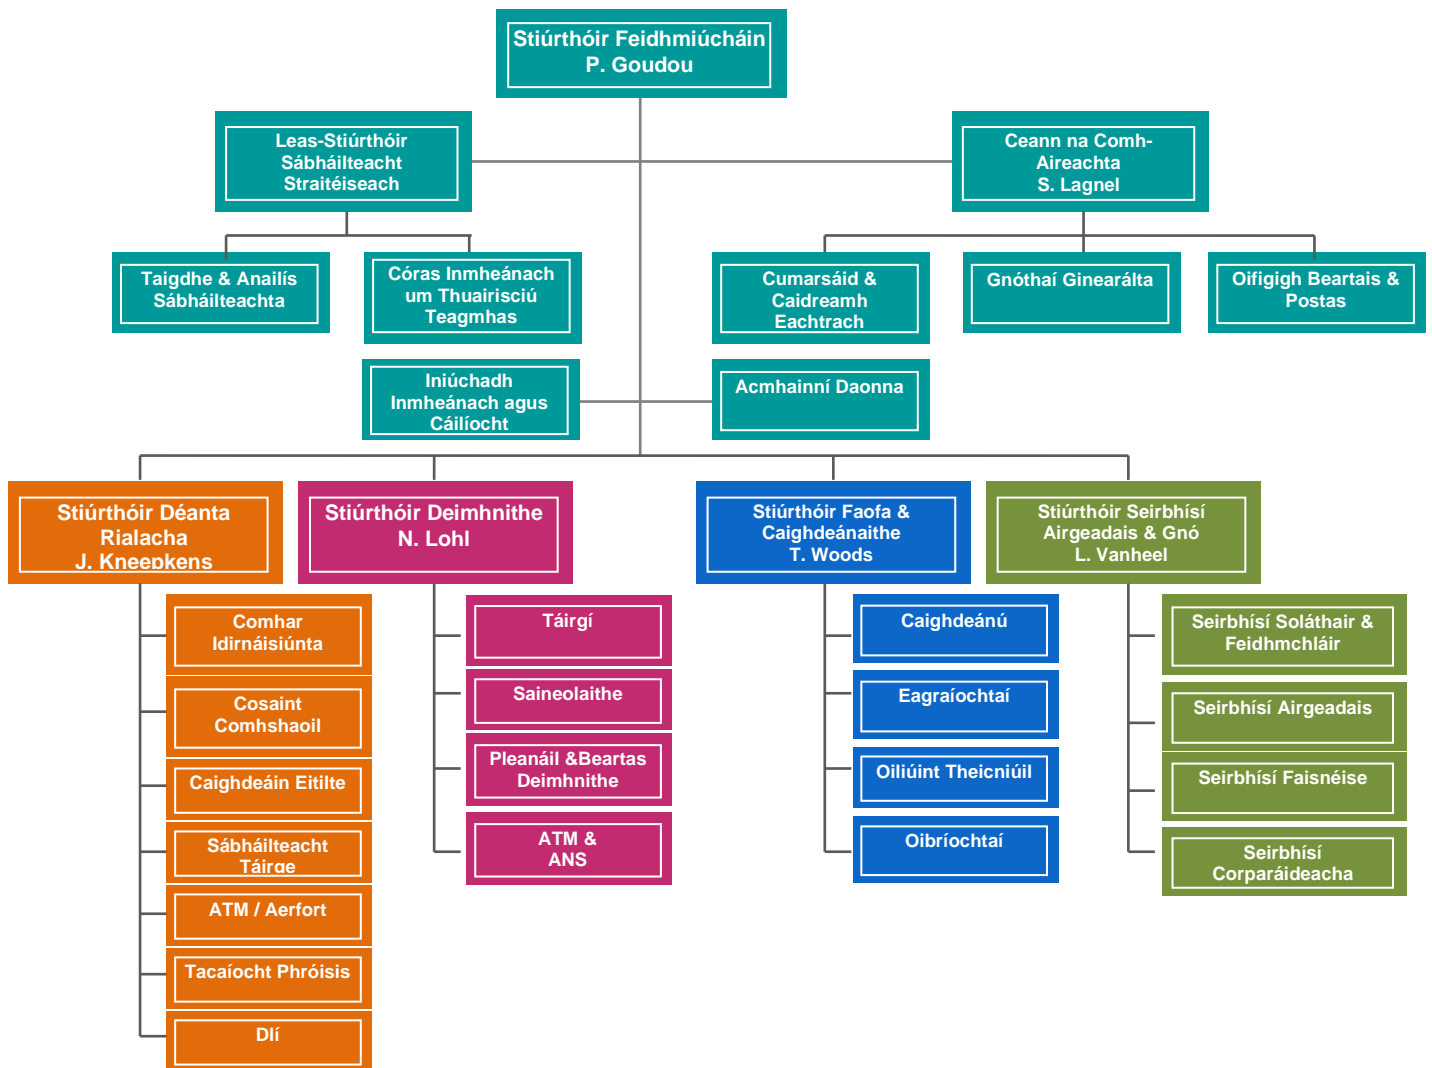 Stiúrthóir Feidhmiúcháin
P. Goudou
Leas-Stiúrthóir
Sábháilteacht
Straitéiseach
Ceann na Comh-
Aireachta
S. Lagnel
Taigdhe & Anailís
Sábháilteachta
Córas Inmheánach
um Thuairisciú
Teagmhas
Cumarsáid &
Caidreamh
Eachtrach
Gnóthaí Ginearálta
Oifigigh Beartais &
Postas
Iniúchadh
Inmheánach agus
Cáilíocht
Acmhainní Daonna
Stiúrthóir Déanta
Rialacha
J. Kneepkens
Stiúrthóir Deimhnithe
N. Lohl
Stiúrthóir Faofa &
Caighdeánaithe
T. Woods
Stiúrthóir Seirbhísí
Airgeadais & Gnó
L. Vanheel
Comhar
Idirnáisiúnta
Cosaint
Comhshaoil
Caighdeáin Eitilte
Sábháilteacht
Táirge
ATM / Aerfort
Tacaíocht Phróisis
Dlí
Táirgí
Saineolaithe
Pleanáil &Beartas
Deimhnithe
ATM &
ANS
Caighdeánú
Eagraíochtaí
Oiliúint Theicniúil
Oibríochtaí
Seirbhísí Soláthair &
Feidhmchláir
Seirbhísí Airgeadais
Seirbhísí Faisnéise
Seirbhísí
Corparáideacha